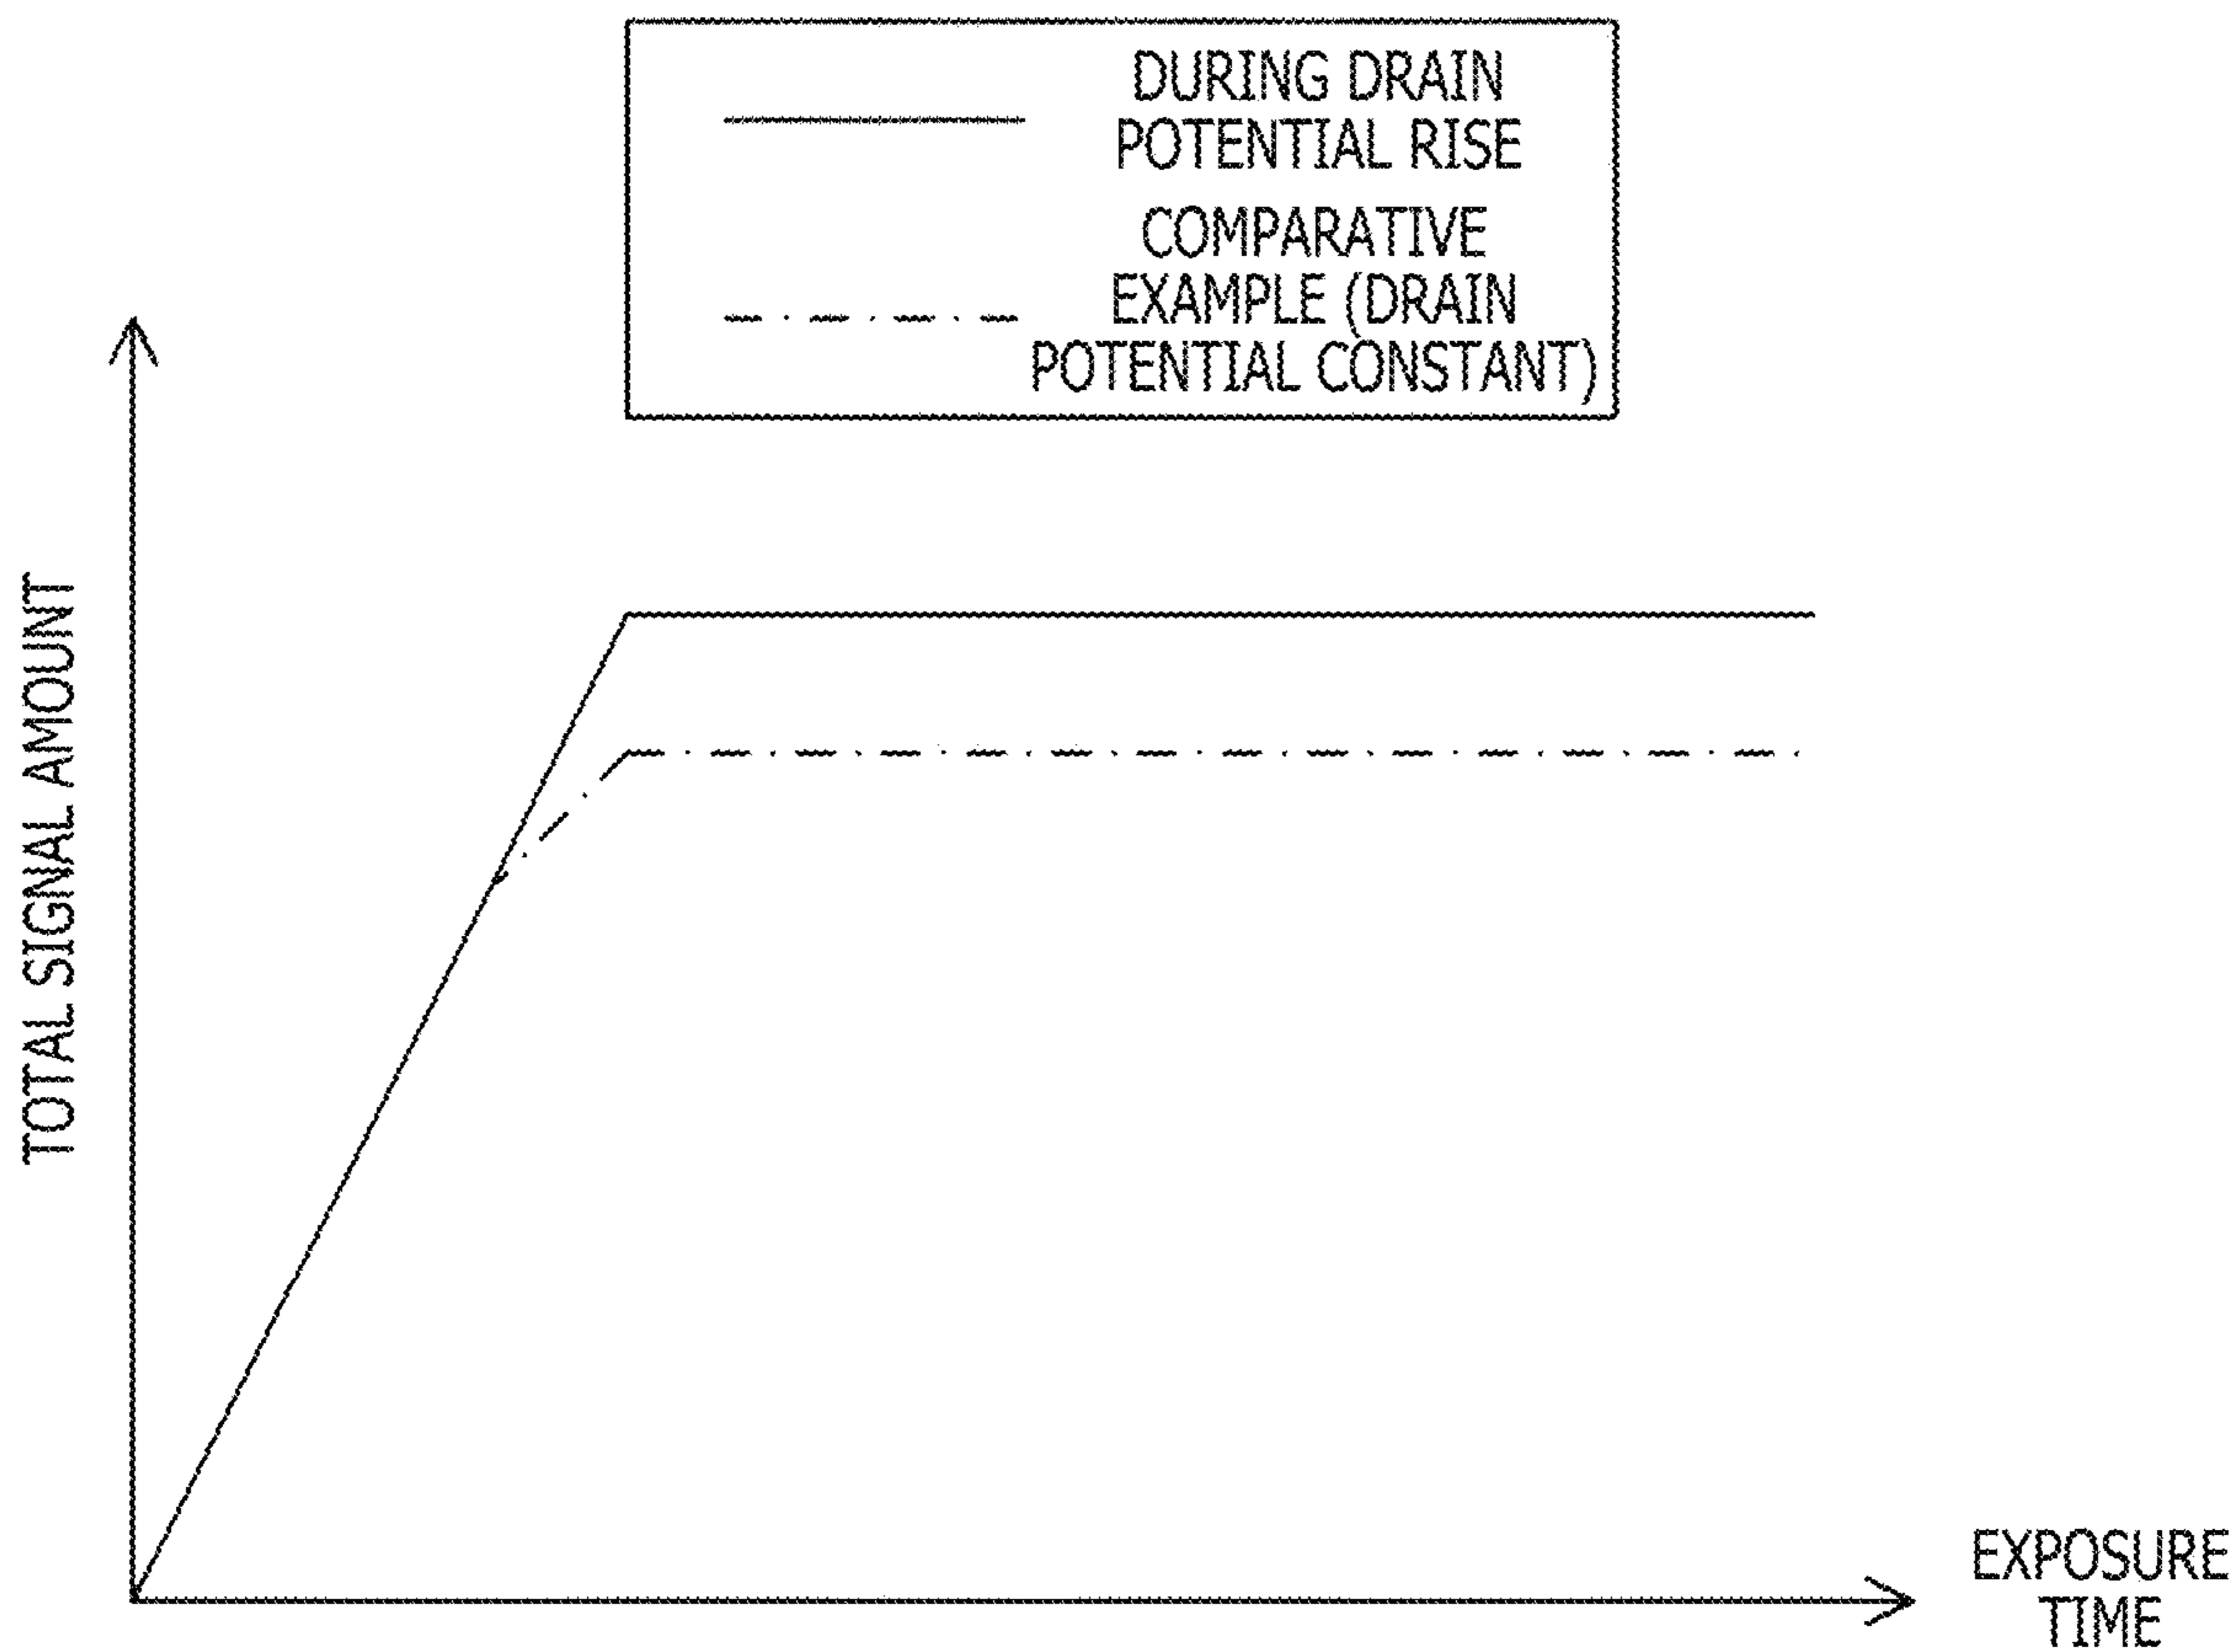 DURING DRAIN
POTENTIAL RISE
COMPARATIVE
EXAMPLE (DRAIN
POTENTIAL CONSTANT)
TOTAL SIGNAL AMOUNT
EXPOSURE
TIME